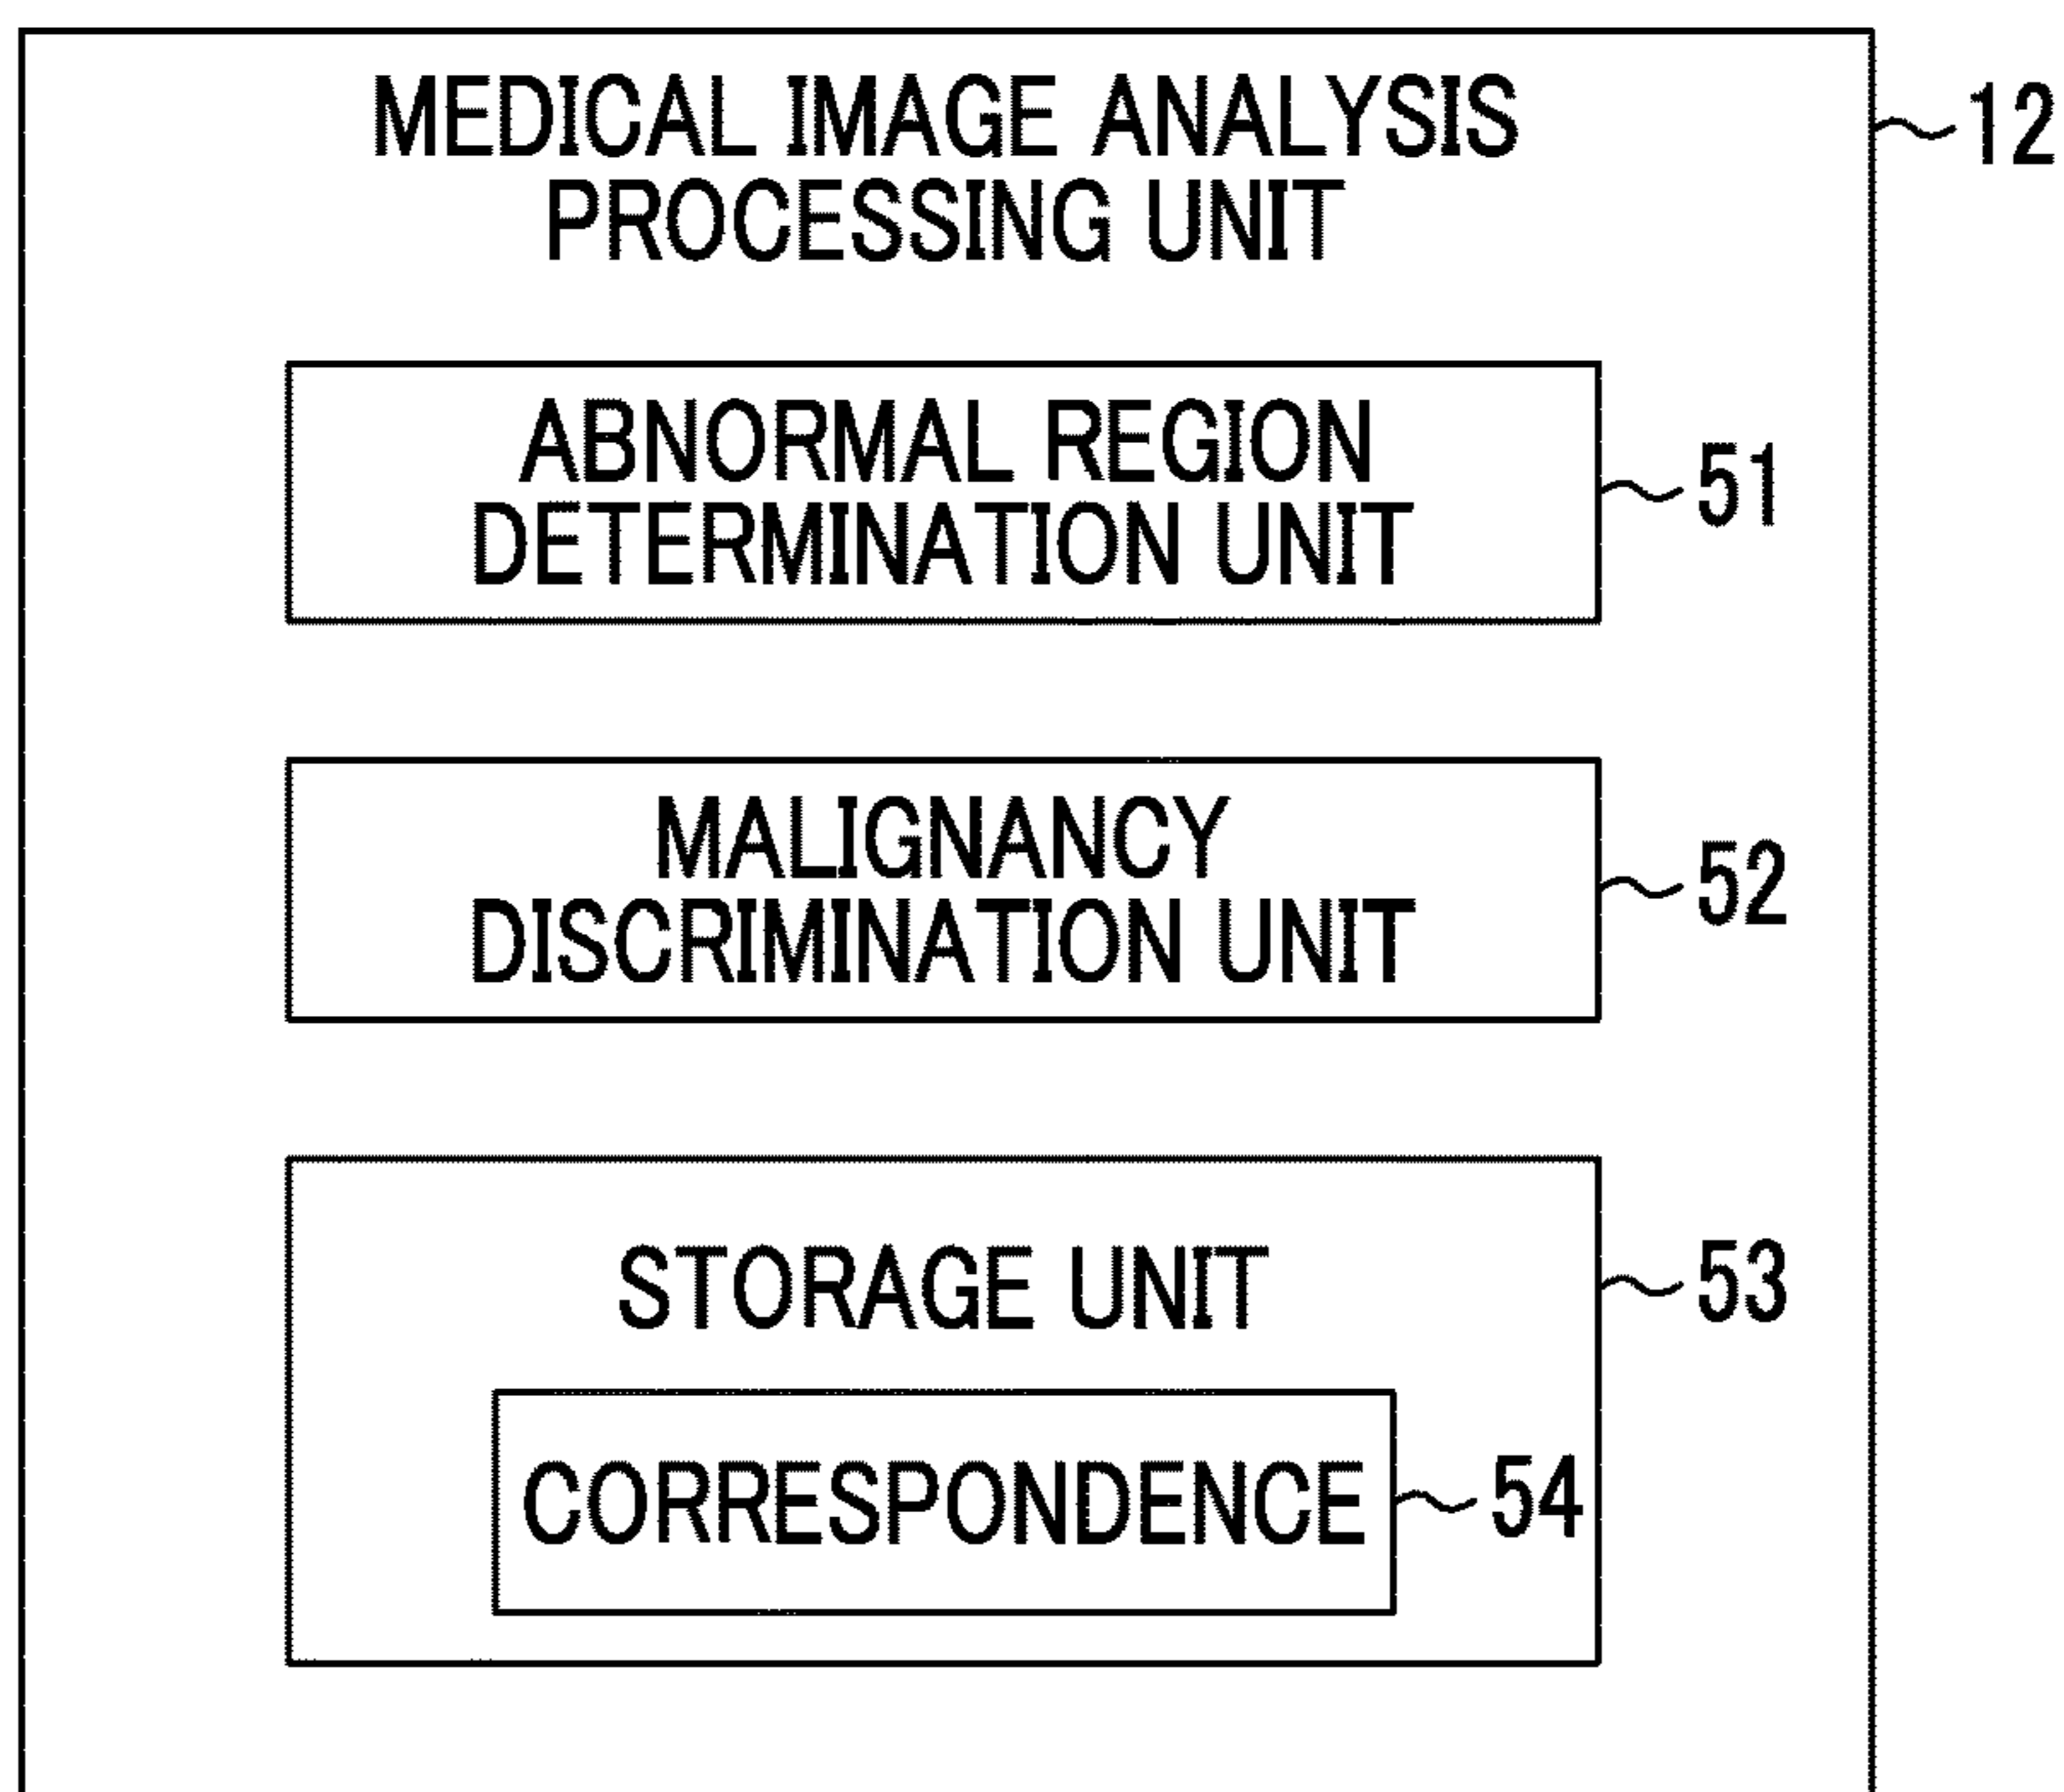 MEDICAL IMAGE ANALYSIS
PROCESSING UNIT
12
ABNORMAL REGION
DETERMINATION UNIT
51
MALIGNANCY
DISCRIMINATION UNIT
52
STORAGE UNIT
53
CORRESPONDENCE
54